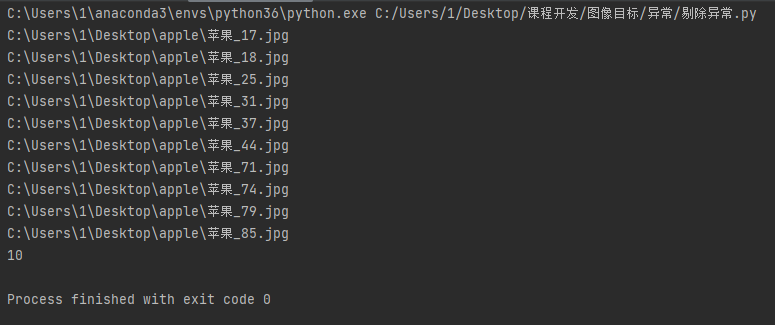 C:\Users\1\anaconda3\envs\python36\python.exe C:/Users/1/Desktop/课程开发/图像目标/异常/剔除异常.py
C:\Users\1\Desktop\apple\苹果_17.jpg
C:\Users\1\Desktop\apple\苹果_18.jpg
C:\Users\1\Desktop\apple\苹果_25.jpg
C:\Users\1\Desktop\apple\苹果_31.jpg
C:\Users\1\Desktop\apple\苹果_37.jpg
C:\Users\1\Desktop\apple\苹果_44.jpg
C:\Users\1\Desktop\apple\苹果_71.jpg
C:\Users\1\Desktop\apple\苹果_74.jpg
C:\Users\1\Desktop\apple\苹果_79.jpg
C:\Users\1\Desktop\apple\苹果_85.jpg
10
Process finished with exit code 0